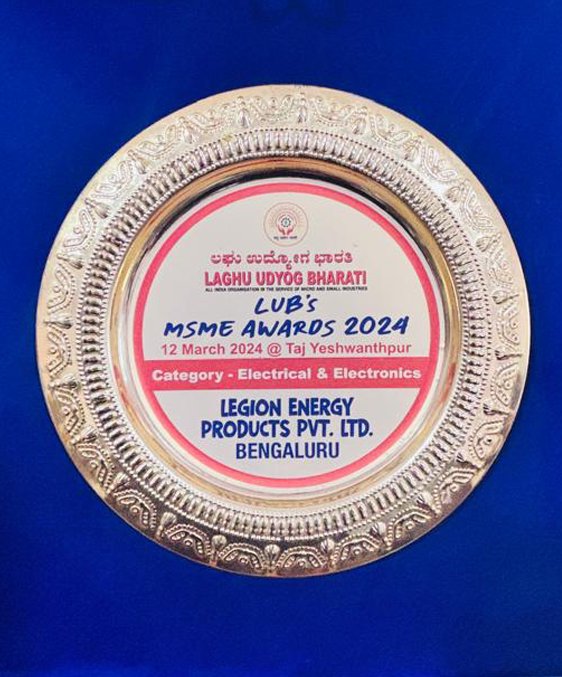 ಲಘು ಉದ್ಯೋಗ ಭಾರತಿ
LAGHU UDYOG BHARATI
ALL INDIA ORGANISATION IN THE SERVICE OF MICRO AND SMALL INDUSTRIES
LUB's
MSME AWARDS 2024
12 March 2024 @ Taj Yeshwanthpur
Category - Electrical & Electronics
LEGION ENERGY
PRODUCTS PVT. LTD.
BENGALURU